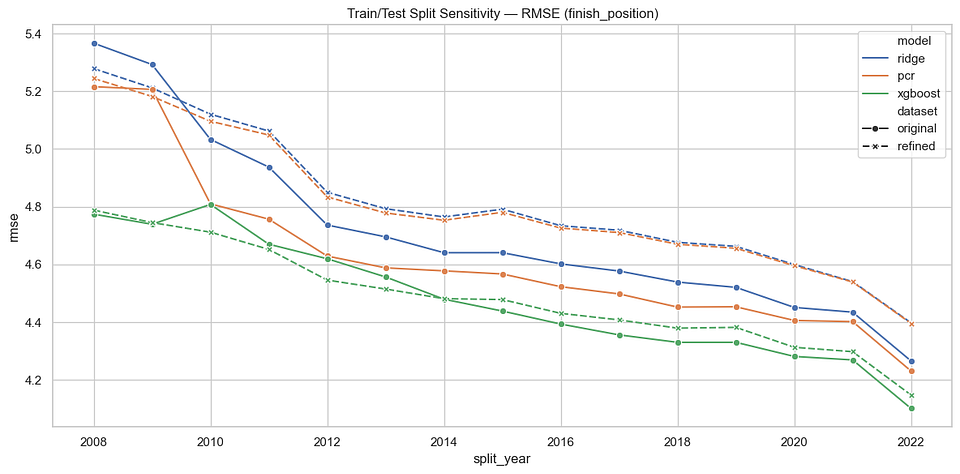 Train/Test Split Sensitivity — RMSE (finish_position)
5.4
5.2
5.0
4.8
4.6
4.4
4.2
rmse
model
ridge
pcr
xgboost
dataset
original
refined
2008
2010
2012
2014
2016
2018
2020
2022
split_year